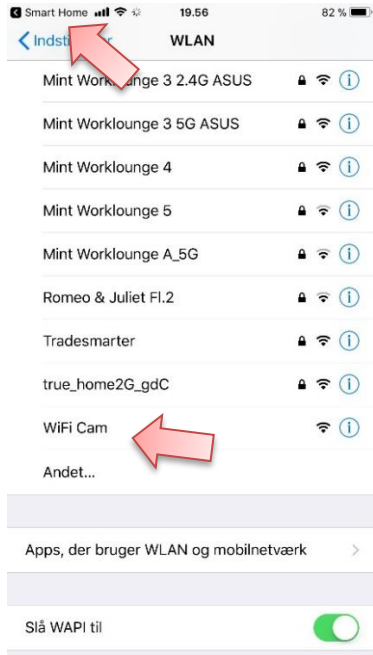 Smart Home 19.56 82 %
WLAN
Mint Worklounge 3 2.4G ASUS
Mint Worklounge 3 5G ASUS
Mint Worklounge 4
Mint Worklounge 5
Mint Worklounge A_5G
Romeo & Juliet Fl.2
Tradesmarter
true_home2G_gdC
WiFi Cam
Andet...
Apps, der bruger WLAN og mobilnetværk
Slå WAPI til